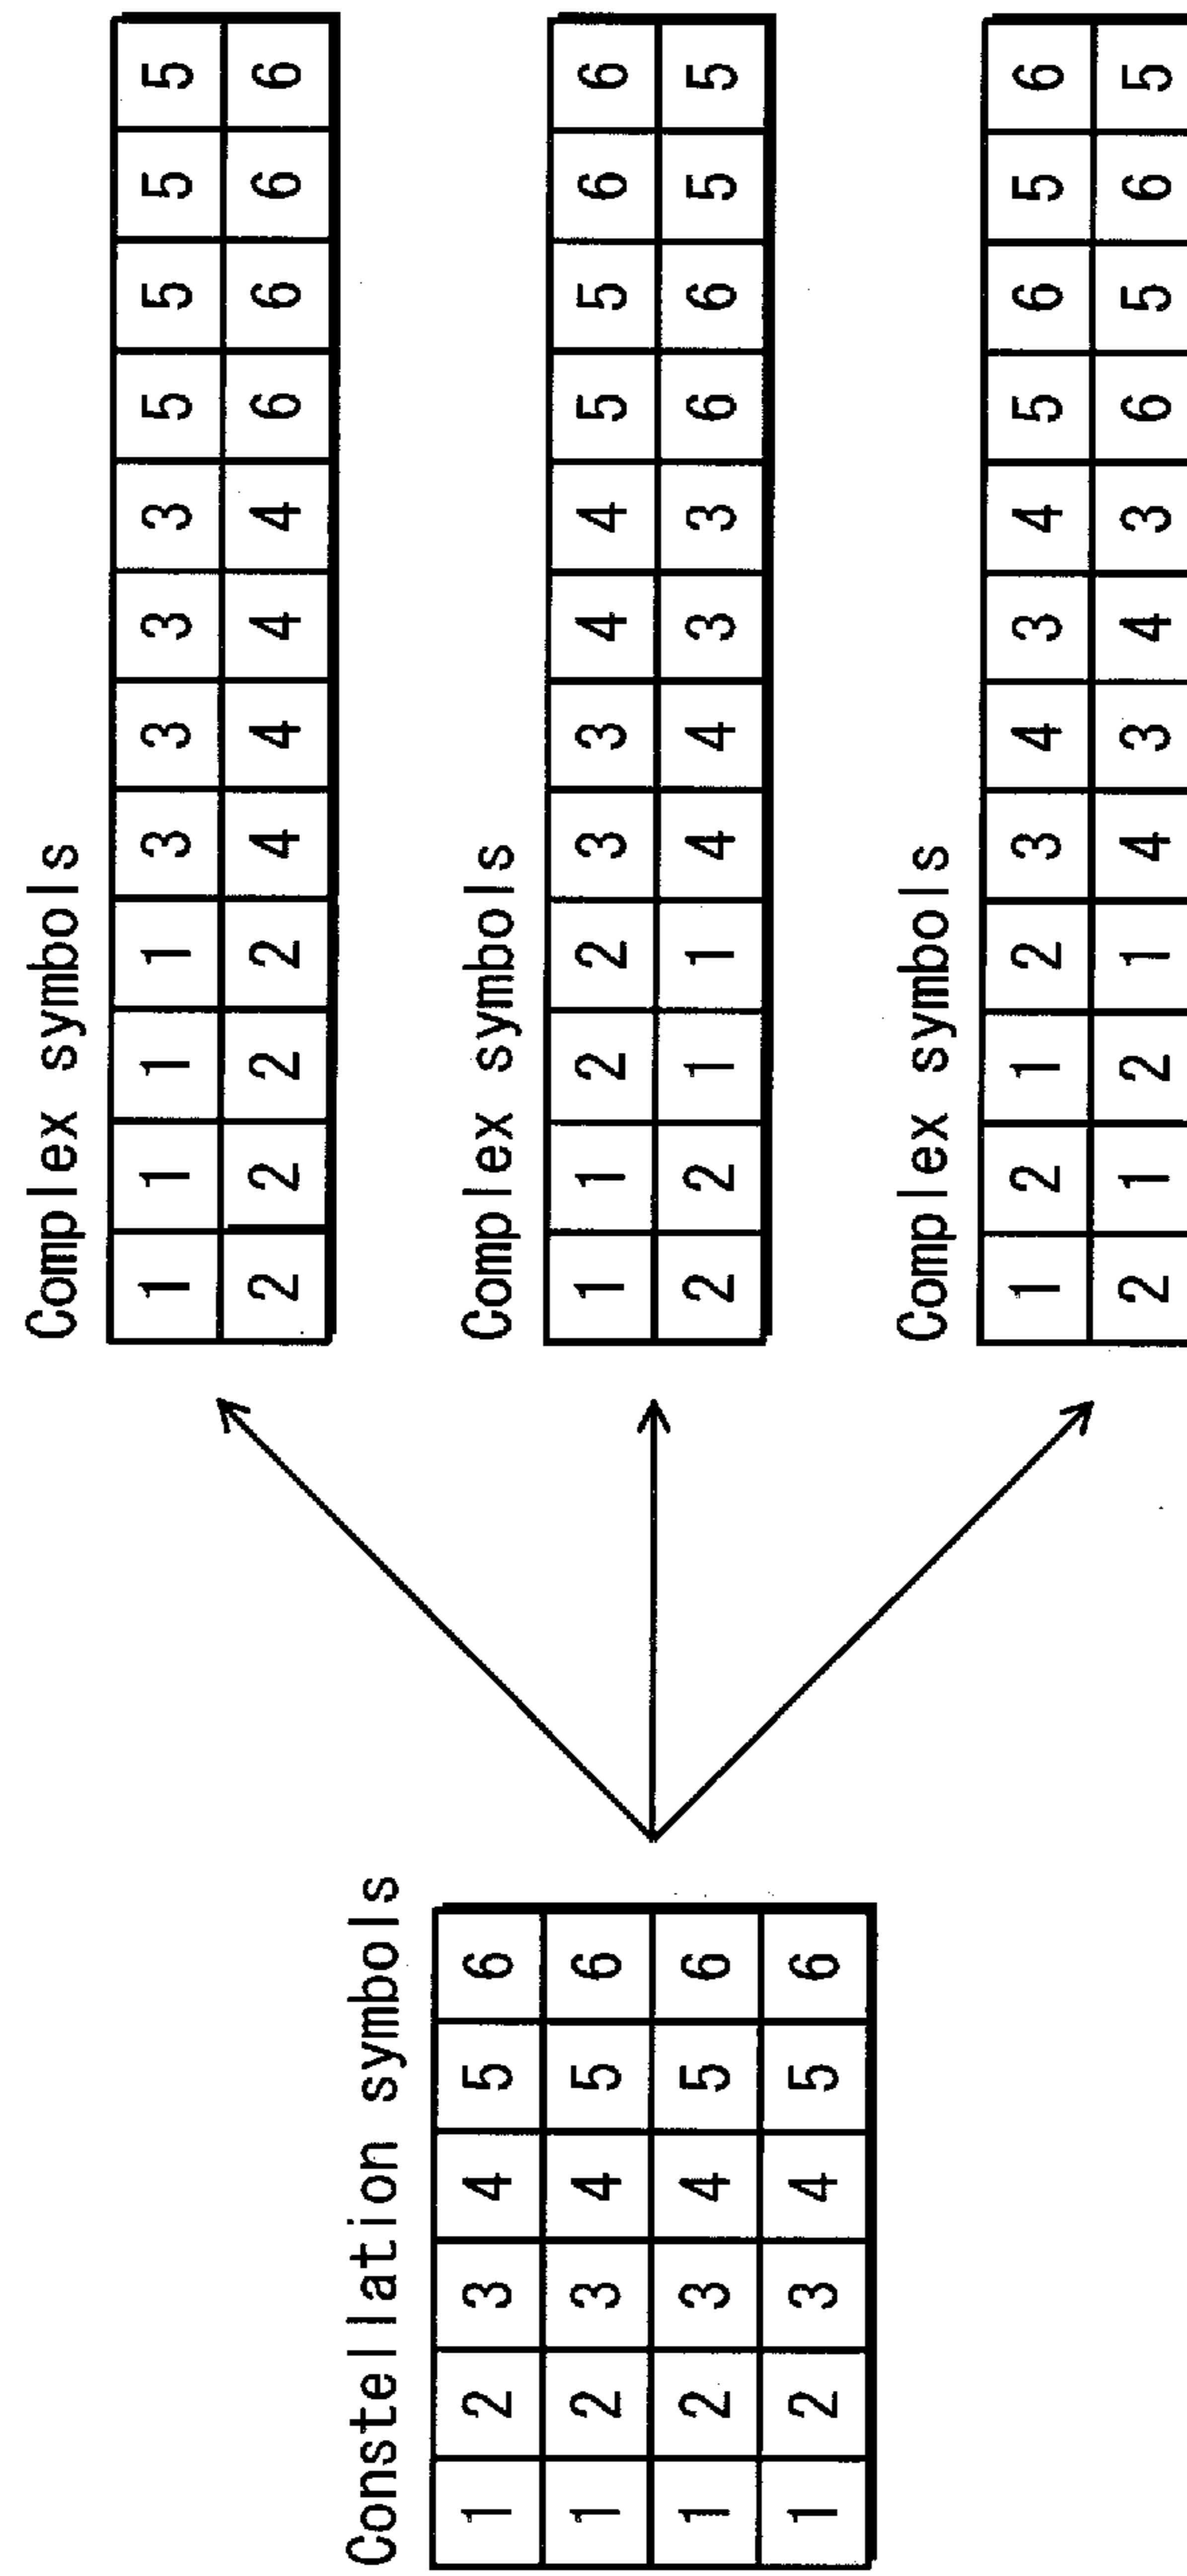 Constellation symbols
1 2 3 4 5 6
1 2 3 4 5 6
1 2 3 4 5 6
1 2 3 4 5 6
Complex symbols
1 1 1 1 3 3 3 3 5 5 5 5
2 2 2 2 4 4 4 4 6 6 6 6
Complex symbols
1 1 2 2 3 3 4 4 5 5 6 6
2 2 1 1 4 4 3 3 6 6 5 5
Complex symbols
1 2 1 2 3 4 3 4 5 6 5 6
2 1 2 1 4 3 4 3 6 5 6 5